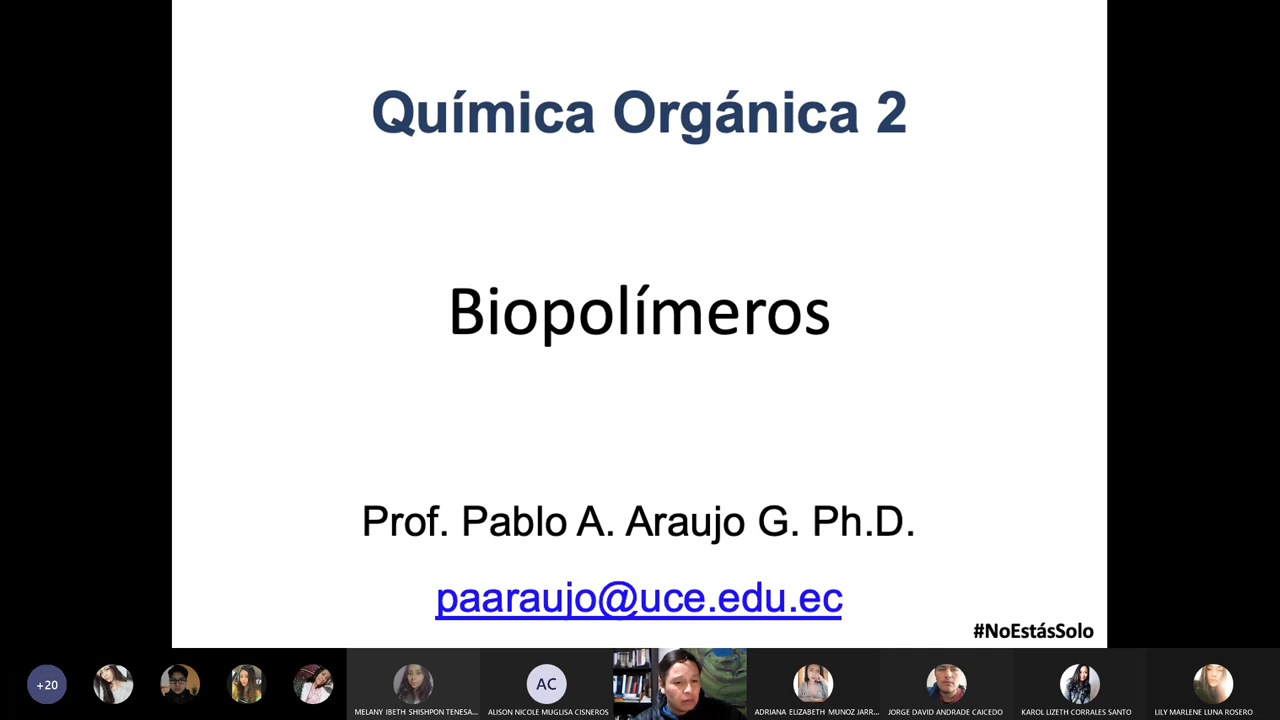 Química Orgánica 2
Biopolímeros
Prof. Pablo A. Araujo G. Ph.D.
paaraujo@uce.edu.ec
#NoEstásSolo
+20
MELANY IBETH SHISHPON TENESA...
AC
ALISON NICOLE MUGLISA CISNEROS
ADRIANA ELIZABETH MUNOZ JARR...
JORGE DAVID ANDRADE CAICEDO
KAROL LIZETH CORRALES SANTO
LILY MARLENE LUNA ROSERO